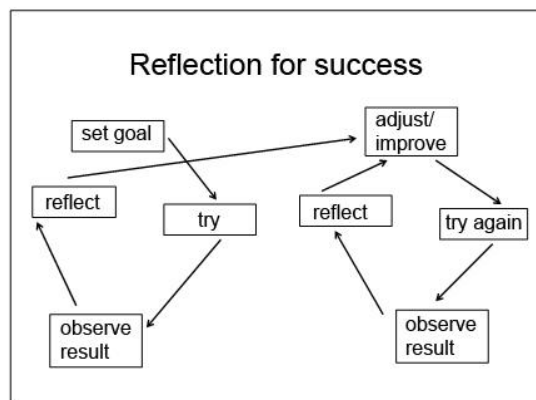 Reflection for success
set goal
try
observe
result
reflect
adjust/
improve
try again
observe
result
reflect